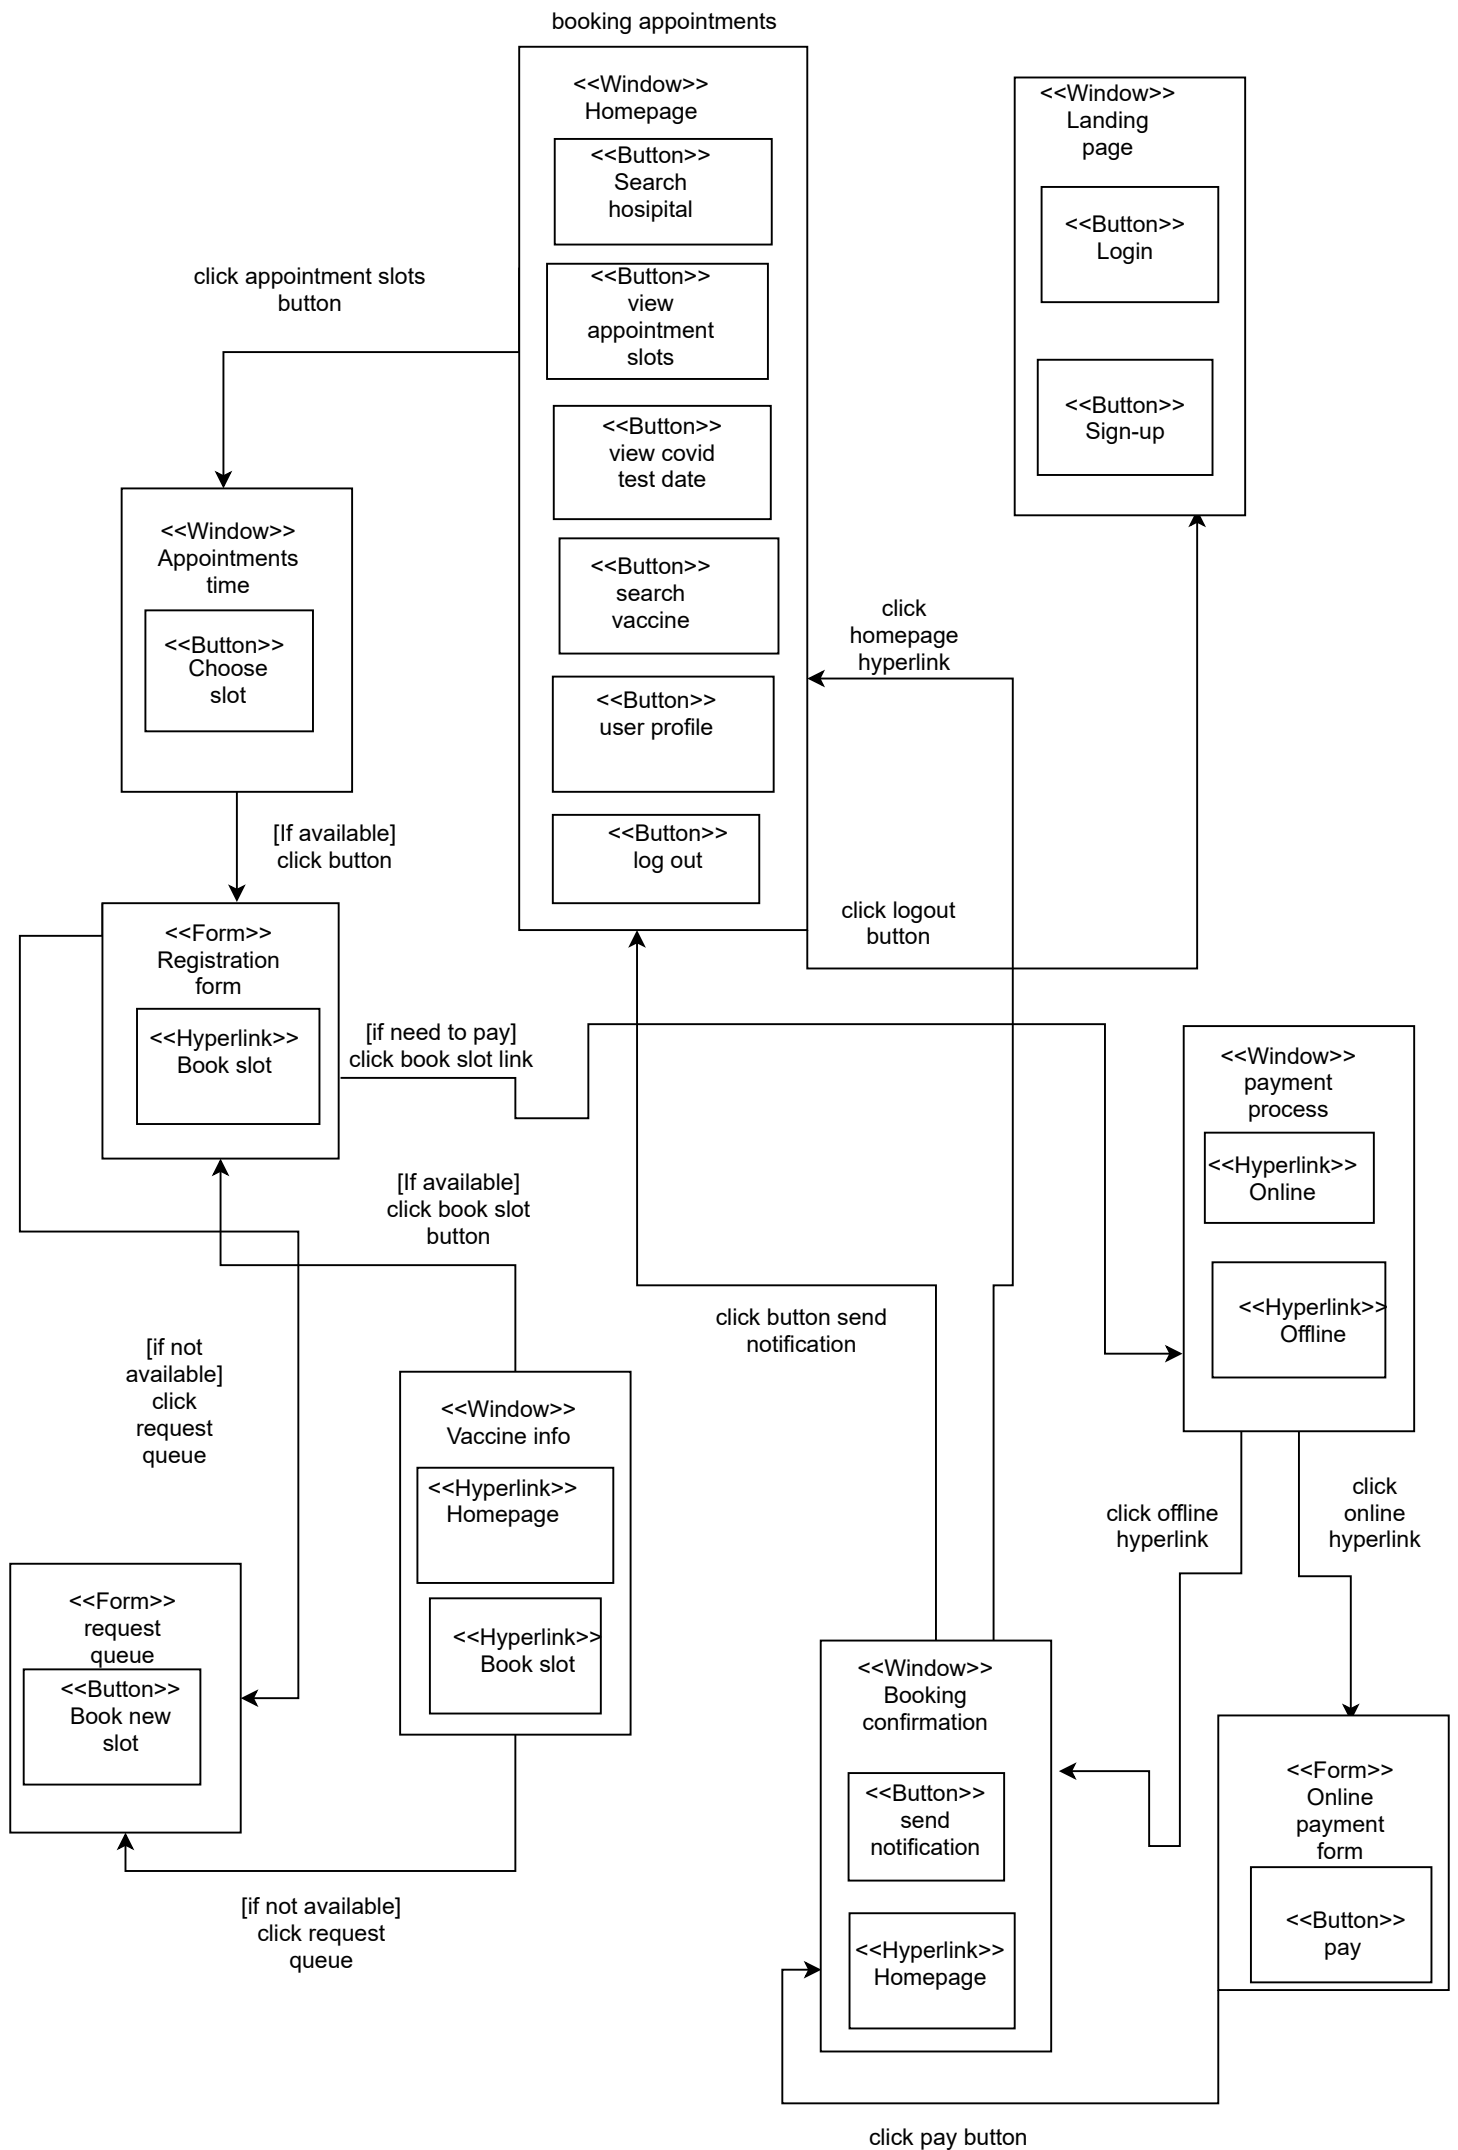 booking appointments
<<Window>>
Homepage
<<Button>>
Search
hosipital
<<Button>>
view
appointment
slots
<<Button>>
view covid
test date
<<Button>>
search
vaccine
<<Button>>
user profile
<<Button>>
log out
<<Window>>
Landing
page
<<Button>>
Login
<<Button>>
Sign-up
click appointment slots
button
<<Window>>
Appointments
time
<<Button>>
Choose
slot
click
homepage
hyperlink
[If available]
click button
click logout
button
<<Form>>
Registration
form
<<Hyperlink>>
Book slot
[if need to pay]
click book slot link
<<Window>>
payment
process
<<Hyperlink>>
Online
<<Hyperlink>>
Offline
[If available]
click book slot
button
click button send
notification
[if not
available]
click
request
queue
<<Window>>
Vaccine info
<<Hyperlink>>
Homepage
<<Hyperlink>>
Book slot
click offline
hyperlink
click
online
hyperlink
<<Form>>
request
queue
<<Button>>
Book new
slot
<<Window>>
Booking
confirmation
<<Button>>
send
notification
<<Hyperlink>>
Homepage
<<Form>>
Online
payment
form
<<Button>>
pay
[if not available]
click request
queue
click pay button